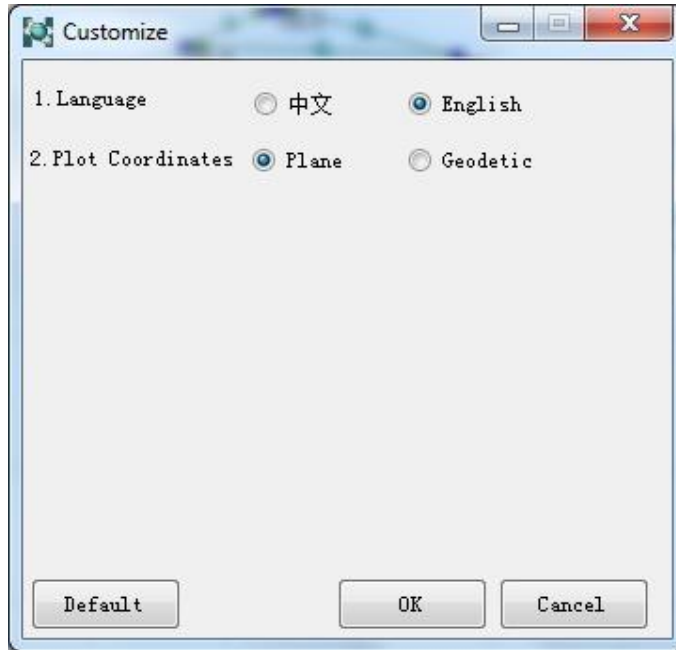 Customize
1. Language 中文 English
2. Plot Coordinates Plane Geodetic
Default OK Cancel